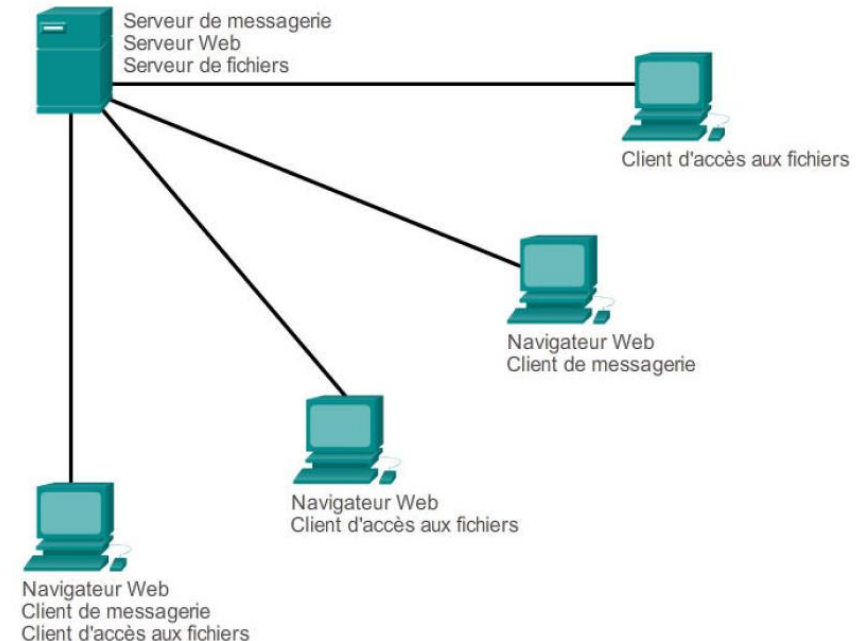 Serveur de messagerie
Serveur Web
Serveur de fichiers
Client d'accès aux fichiers
Navigateur Web
Client de messagerie
Navigateur Web
Client d'accès aux fichiers
Navigateur Web
Client de messagerie
Client d'accès aux fichiers